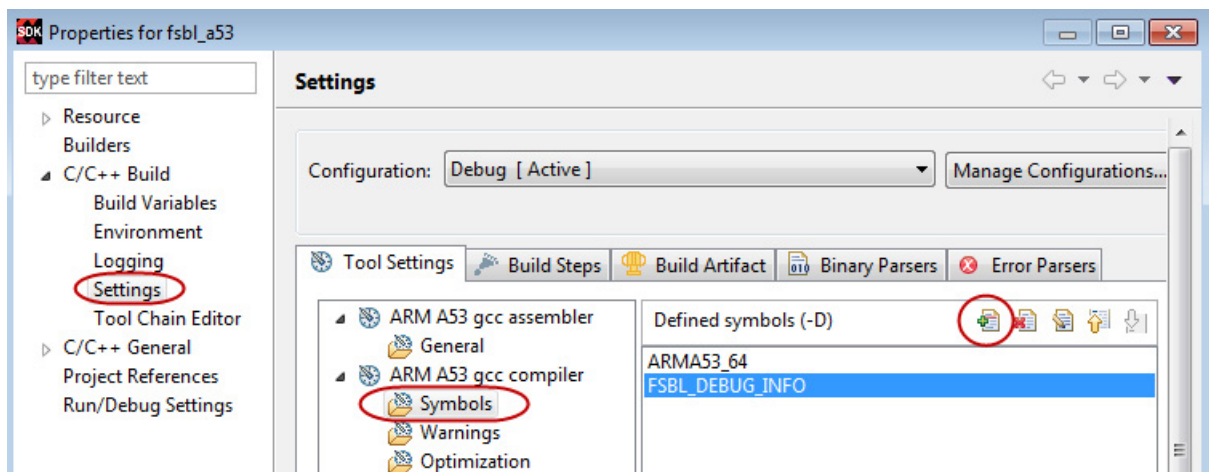 SDK Properties for fsbl_a53
type filter text
Resource
Builders
C/C++ Build
Build Variables
Environment
Logging
Settings
Tool Chain Editor
C/C++ General
Project References
Run/Debug Settings
Settings
Configuration: Debug [ Active ] Manage Configurations...
Tool Settings Build Steps Build Artifact 010 Binary Parsers Error Parsers
ARM A53 gcc assembler
General
ARM A53 gcc compiler
Symbols
Warnings
Optimization
Defined symbols (-D)
ARMA53_64
FSBL_DEBUG_INFO